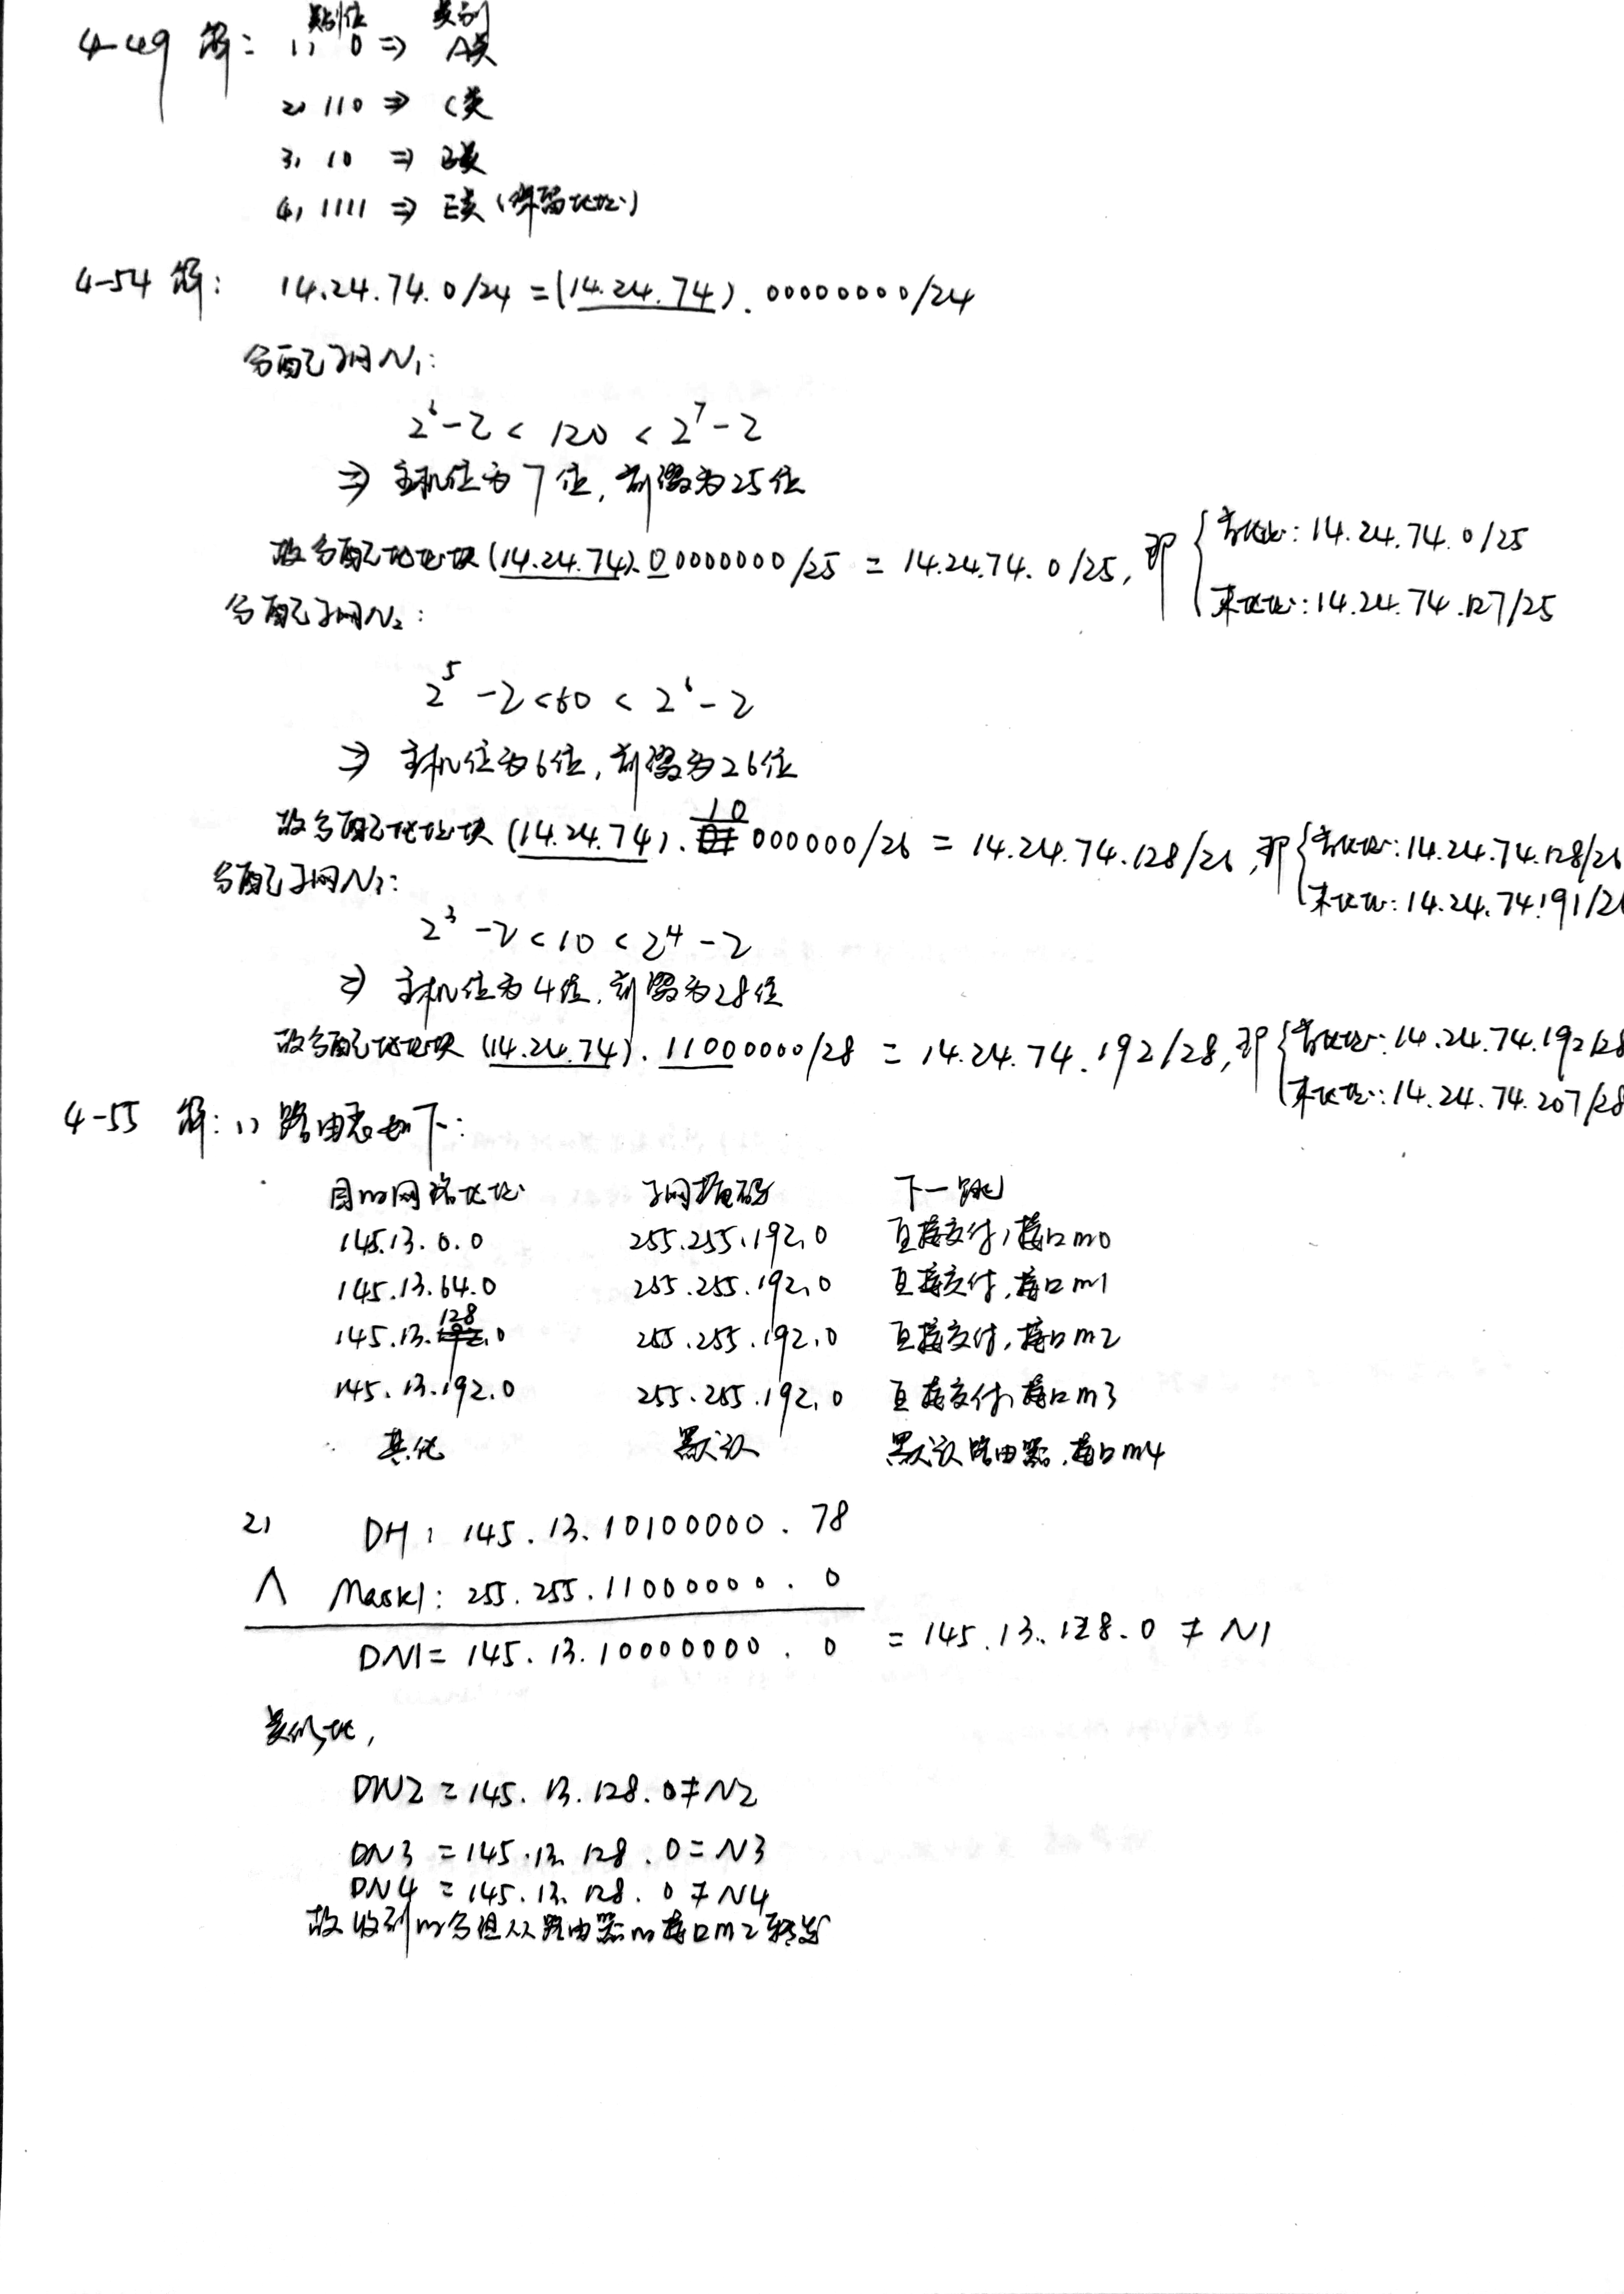 类别位 类别
4-49 解: 1) 0 ⇒ A类
2) 110 ⇒ C类
3) 10 ⇒ B类
4) 1111 ⇒ E类 (保留地址)
4-54 解: 14.24.74.0/24 = (14.24.74).00000000/24
分配子网N₁:
2⁶-2 < 120 < 2⁷-2
⇒ 主机位为7位, 前缀为25位
故分配地址块(14.24.74).00000000/25 = 14.24.74.0/25, 即 { 首地址: 14.24.74.0/25
末地址: 14.24.74.127/25
分配子网N₂:
2⁵-2 < 60 < 2⁶-2
⇒ 主机位为6位, 前缀为26位
故分配地址块 (14.24.74).10000000/26 = 14.24.74.128/26, 即 { 首地址: 14.24.74.128/26
末地址: 14.24.74.191/26
分配子网N₃:
2³-2 < 10 < 2⁴-2
⇒ 主机位为4位, 前缀为28位
故分配地址块 (14.24.74).11000000/28 = 14.24.74.192/28, 即 { 首地址: 14.24.74.192/28
末地址: 14.24.74.207/28
4-55 解: 1) 路由表如下:
目的网络地址 子网掩码 下一跳
145.13.0.0 255.255.192.0 直接交付, 接口m0
145.13.64.0 255.255.192.0 直接交付, 接口m1
145.13.128.0 255.255.192.0 直接交付, 接口m2
145.13.192.0 255.255.192.0 直接交付, 接口m3
其他 默认 默认路由器, 接口m4
2) DH: 145.13.10100000.78
∧ Mask1: 255.255.11000000.0
DN1 = 145.13.10000000.0 = 145.13.128.0 ≠ N1
类似地,
DN2 = 145.13.128.0 ≠ N2
DN3 = 145.13.128.0 = N3
DN4 = 145.13.128.0 ≠ N4
故收到的分组从路由器的接口m2转发